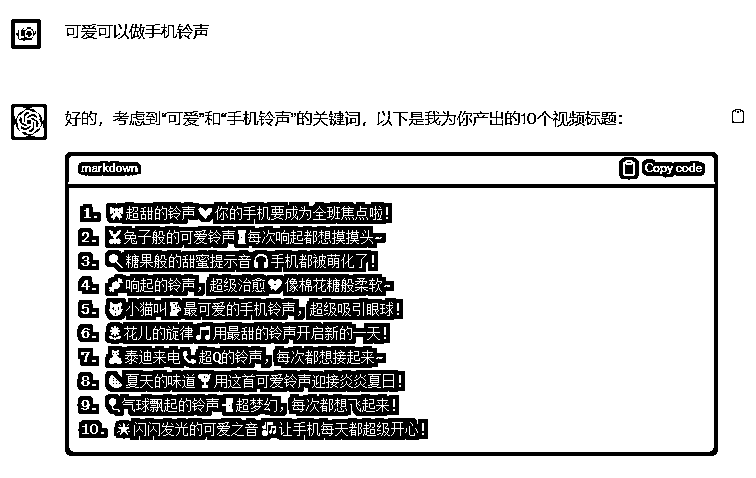 可爱可以做手机铃声
好的，考虑到“可爱”和“手机铃声”的关键词，以下是我为你产出的10个视频标题：
markdown Copy code
1. 超甜的铃声 你的手机要成为全班焦点啦！
2. 兔子般的可爱铃声 每次响起都想摸摸头~
3. 糖果般的甜蜜提示音🎧手机都被萌化了！
4. 响起的铃声，超级治愈 像棉花糖般柔软~
5. 小猫叫 最可爱的手机铃声，超级吸引眼球！
6. 花儿的旋律🎵用最甜的铃声开启新的一天！
7. 泰迪来电📞超Q的铃声，每次都想接起来~
8. 夏天的味道🍹用这首可爱铃声迎接炎炎夏日！
9. 气球飘起的铃声 超梦幻，每次都想飞起来！
10. 闪闪发光的可爱之音🎶让手机每天都超级开心！